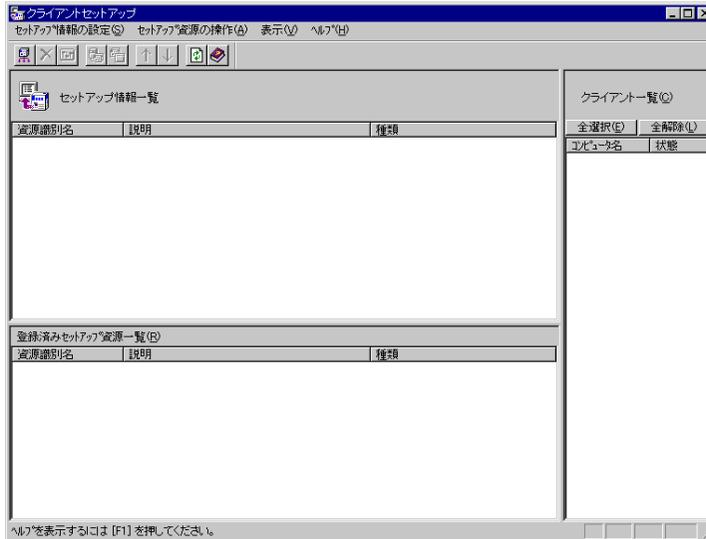 クライアントセットアップ
セットアップ情報の設定(S) セットアップ資源の操作(A) 表示(V) ヘルプ(H)
セットアップ情報一覧
資源識別名 説明 種類
クライアント一覧(C)
全選択(E) 全解除(L)
コンピュータ名 状態
登録済みセットアップ資源一覧(R)
資源識別名 説明 種類
ヘルプを表示するには [F1] を押してください。